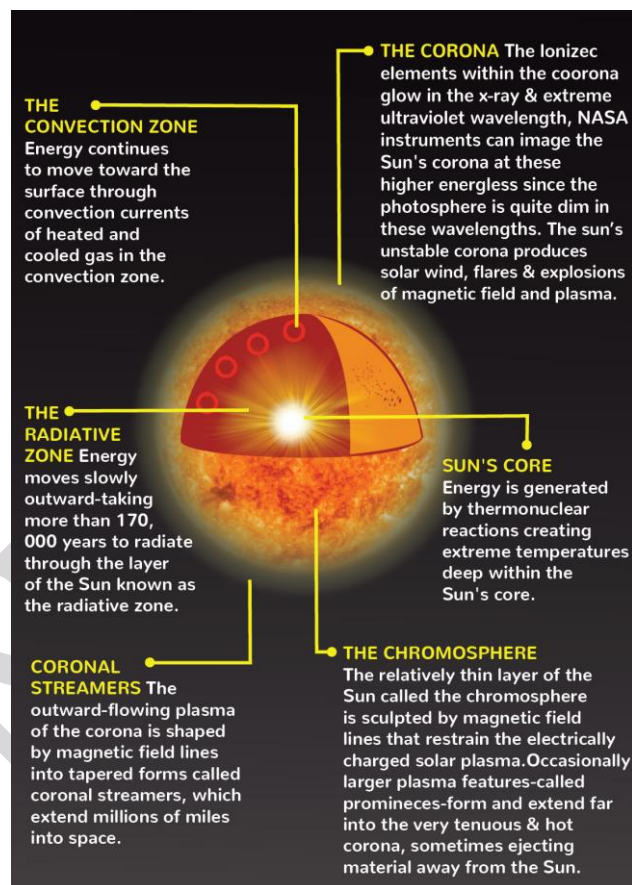 THE
CONVECTION ZONE
Energy continues
to move toward the
surface through
convection currents
of heated and
cooled gas in the
convection zone.
THE CORONA The Ionizec
elements within the coorona
glow in the x-ray & extreme
ultraviolet wavelength, NASA
instruments can image the
Sun's corona at these
higher energless since the
photosphere is quite dim in
these wavelengths. The sun's
unstable corona produces
solar wind, flares & explosions
of magnetic field and plasma.
THE
RADIATIVE
ZONE Energy
moves slowly
outward-taking
more than 170,
000 years to radiate
through the layer
of the Sun known as
the radiative zone.
SUN'S CORE
Energy is generated
by thermonuclear
reactions creating
extreme temperatures
deep within the
Sun's core.
CORONAL
STREAMERS The
outward-flowing plasma
of the corona is shaped
by magnetic field lines
into tapered forms called
coronal streamers, which
extend millions of miles
into space.
THE CHROMOSPHERE
The relatively thin layer of the
Sun called the chromosphere
is sculpted by magnetic field
lines that restrain the electrically
charged solar plasma.Occasionally
larger plasma features-called
promineces-form and extend far
into the very tenuous & hot
corona, sometimes ejecting
material away from the Sun.